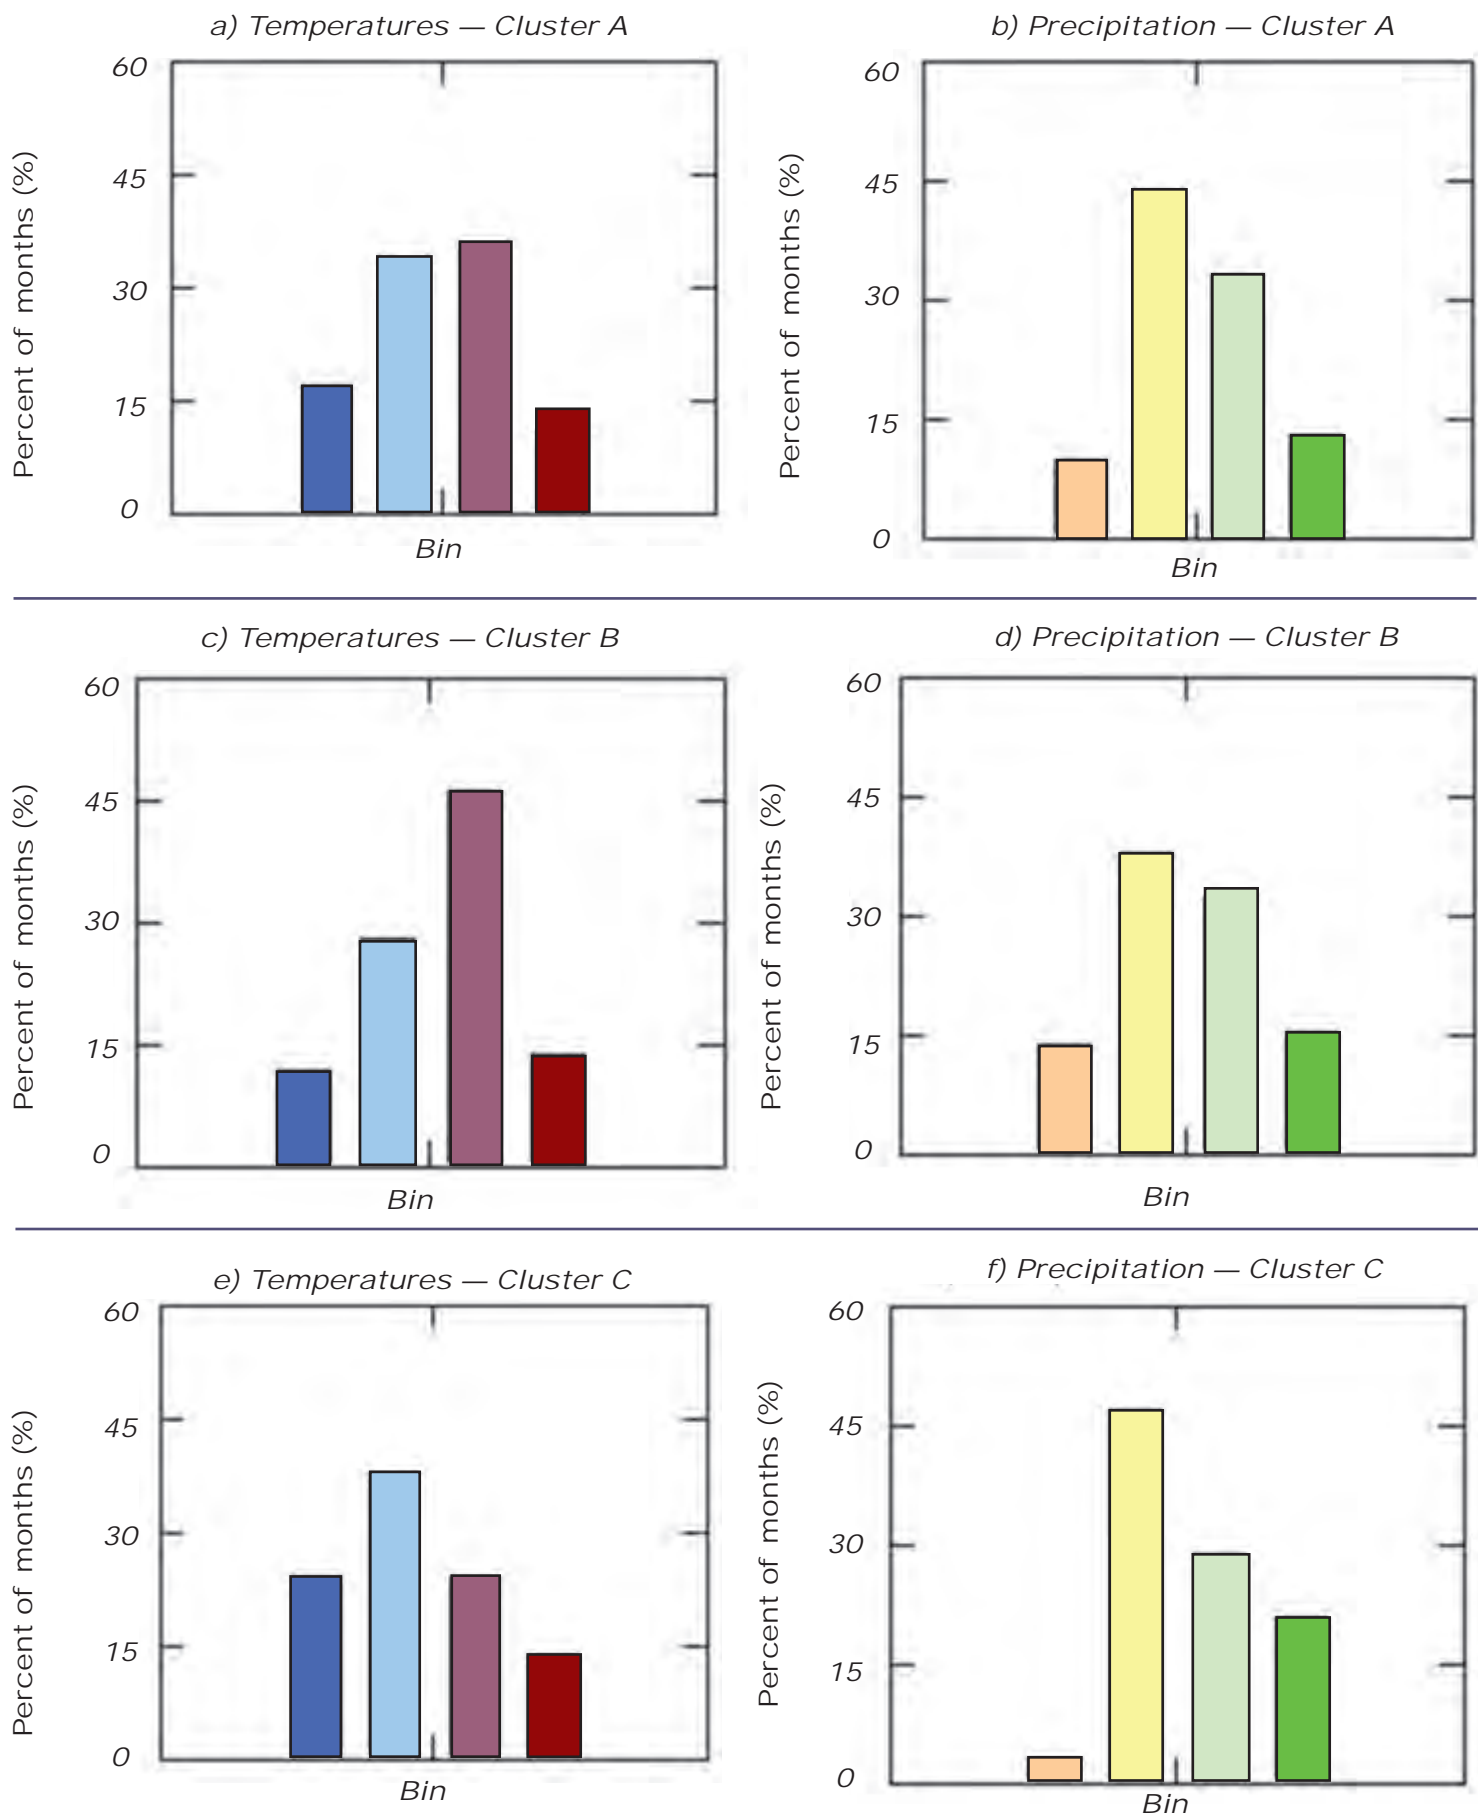 a) Temperatures — Cluster A
60
45
30
15
0
Percent of months (%)
Bin
b) Precipitation — Cluster A
60
45
30
15
0
Percent of months (%)
Bin
c) Temperatures — Cluster B
60
45
30
15
0
Percent of months (%)
Bin
d) Precipitation — Cluster B
60
45
30
15
0
Percent of months (%)
Bin
e) Temperatures — Cluster C
60
45
30
15
0
Percent of months (%)
Bin
f) Precipitation — Cluster C
60
45
30
15
0
Percent of months (%)
Bin